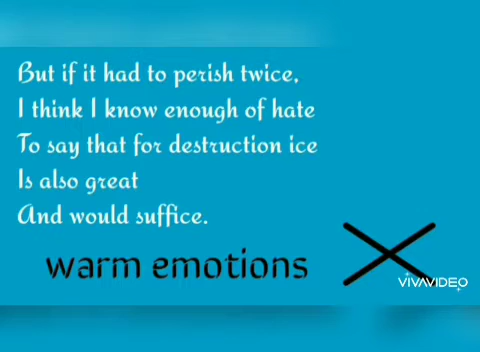 But if it had to perish twice,
I think I know enough of hate
To say that for destruction ice
Is also great
And would suffice.
warm emotions
VIVAVIDEO